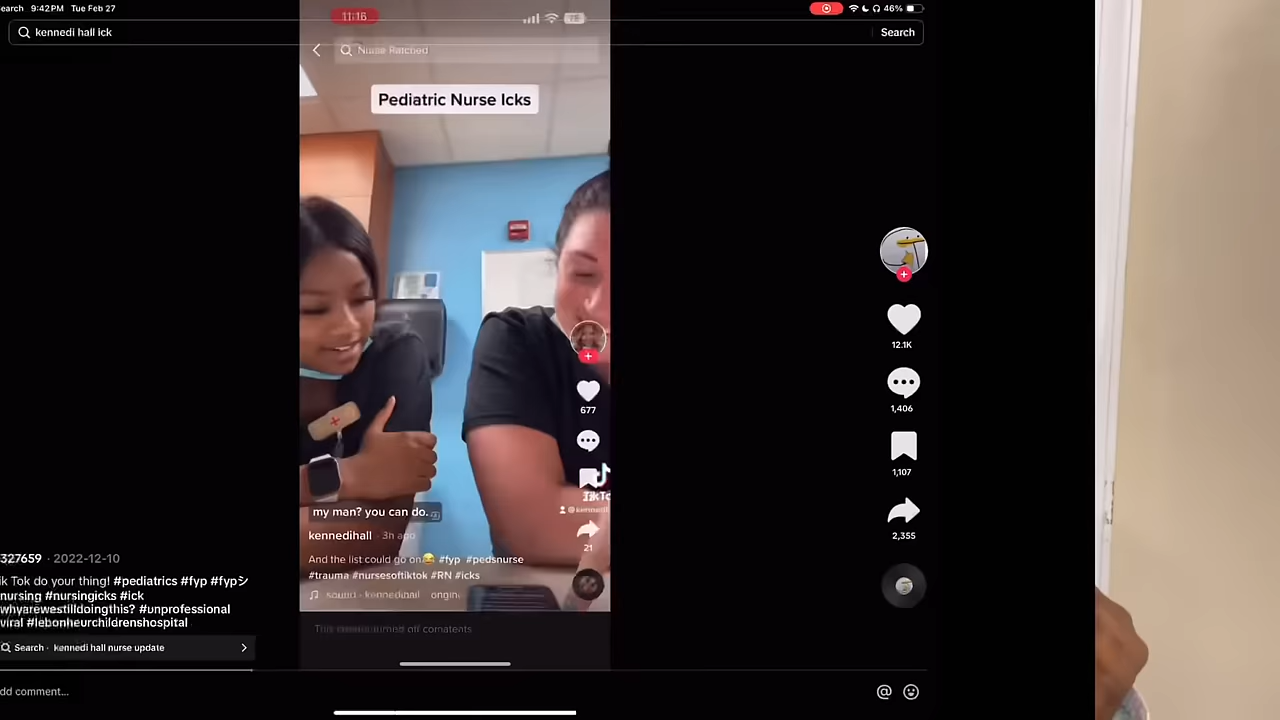 earch 9:42PM Tue Feb 27
46%
kennedi hall ick
Search
11:16
Nurse Ratched
Pediatric Nurse Icks
677
my man? you can do.
kennedihall · 3h ago
And the list could go on😂 #fyp #pedsnurse
#trauma #nursesoftiktok #RN #icks
21
12.1K
1,406
1,107
2,355
327659 · 2022-12-10
ik Tok do your thing! #pediatrics #fyp #fypシ
nursing #nursingicks #ick
whyarewestilldoingthis? #unprofessional
viral #lebonheurchildrenshospital
Search · kennedi hall nurse update
dd comment...